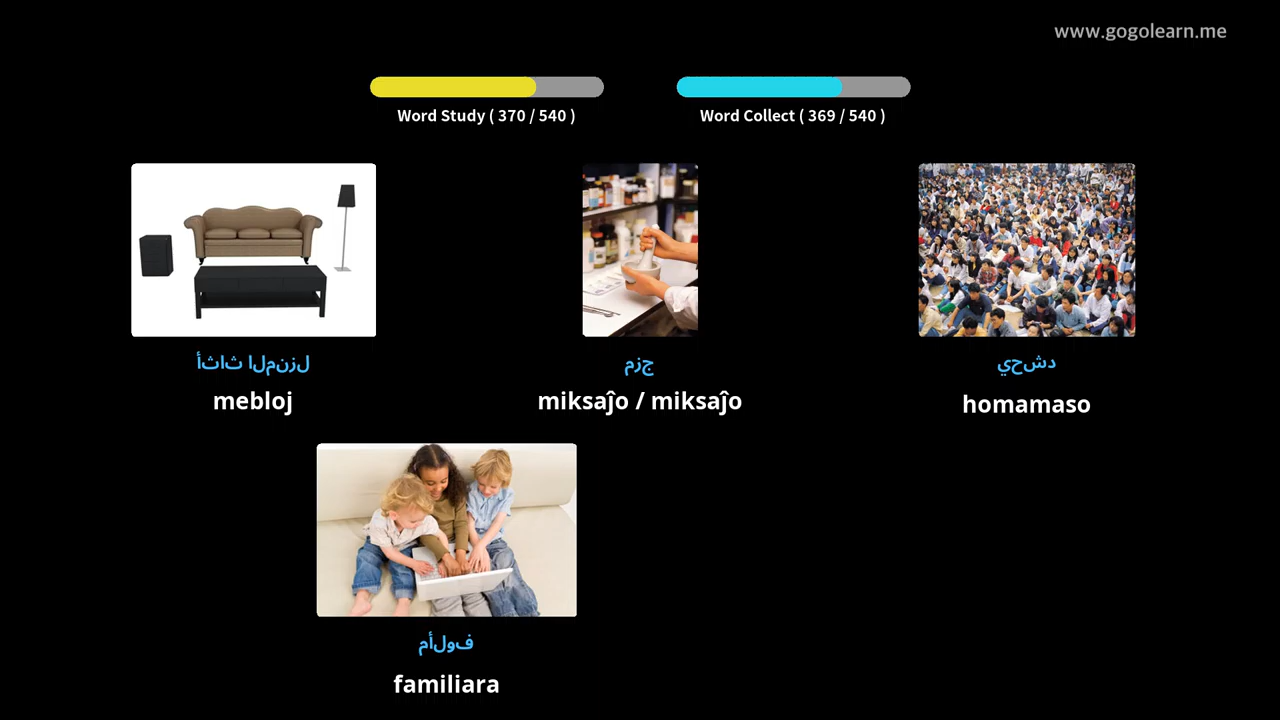 www.gogolearn.me
Word Study ( 370 / 540 )
Word Collect ( 369 / 540 )
أثاث المنزل
mebloj
مزج
miksaĵo / miksaĵo
يحشد
homamaso
مألوف
familiara